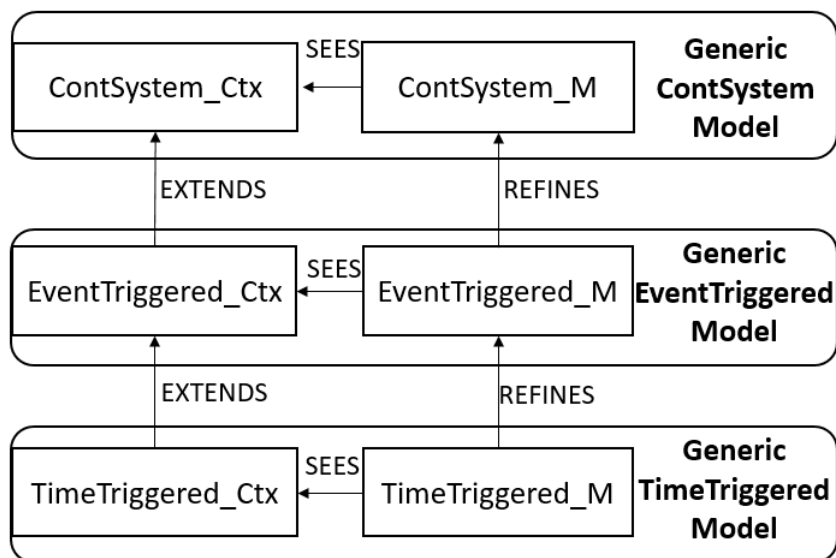 SEES
ContSystem_Ctx
ContSystem_M
Generic
ContSystem
Model
EXTENDS
REFINES
EventTriggered_Ctx
SEES
EventTriggered_M
Generic
EventTriggered
Model
EXTENDS
REFINES
TimeTriggered_Ctx
SEES
TimeTriggered_M
Generic
TimeTriggered
Model